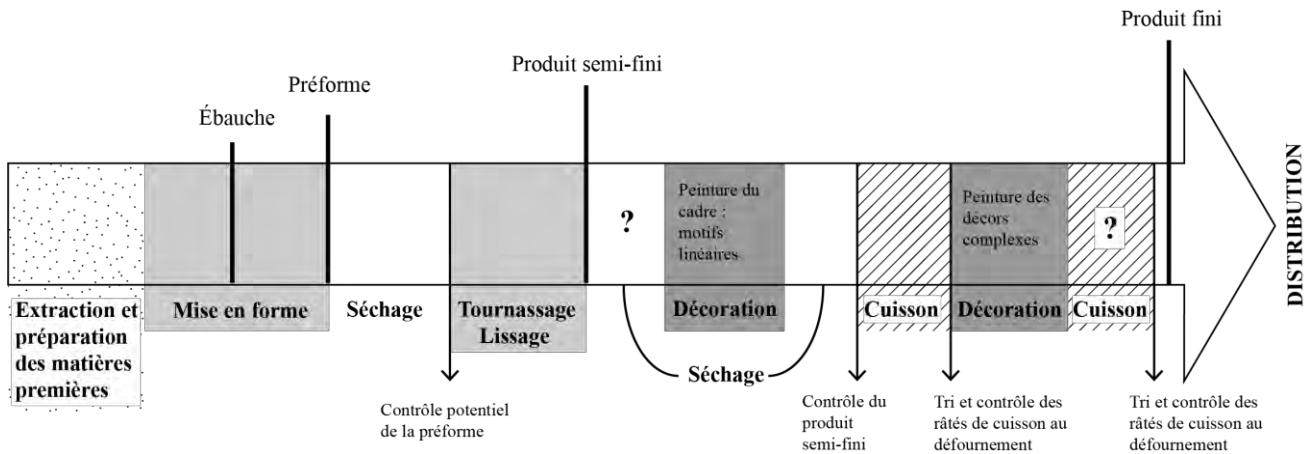 Produit fini
Produit semi-fini
Préforme
Ébauche
?
Peinture du
cadre :
motifs
linéaires
Peinture des
décors
complexes
?
DISTRIBUTION
Extraction et
préparation
des matières
premières
Mise en forme
Séchage
Tournassage
Lissage
Décoration
Cuisson
Décoration
Cuisson
Séchage
Contrôle potentiel
de la préforme
Contrôle du
produit
semi-fini
Tri et contrôle des
râtés de cuisson au
défournement
Tri et contrôle des
râtés de cuisson au
défournement